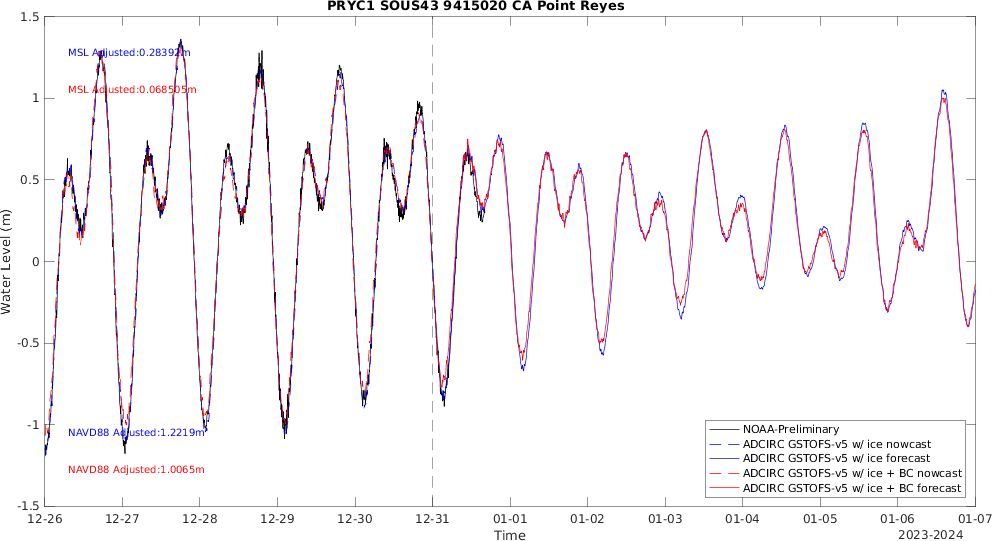 PRYC1 SOUS43 9415020 CA Point Reyes
MSL Adjusted:0.28392m
MSL Adjusted:0.068505m
NAVD88 Adjusted:1.2219m
NAVD88 Adjusted:1.0065m
Water Level (m)
1.5
1
0.5
0
-0.5
-1
-1.5
NOAA-Preliminary
ADCIRC GSTOFS-v5 w/ ice nowcast
ADCIRC GSTOFS-v5 w/ ice forecast
ADCIRC GSTOFS-v5 w/ ice + BC nowcast
ADCIRC GSTOFS-v5 w/ ice + BC forecast
12-26 12-27 12-28 12-29 12-30 12-31 01-01 01-02 01-03 01-04 01-05 01-06 01-07
Time
2023-2024